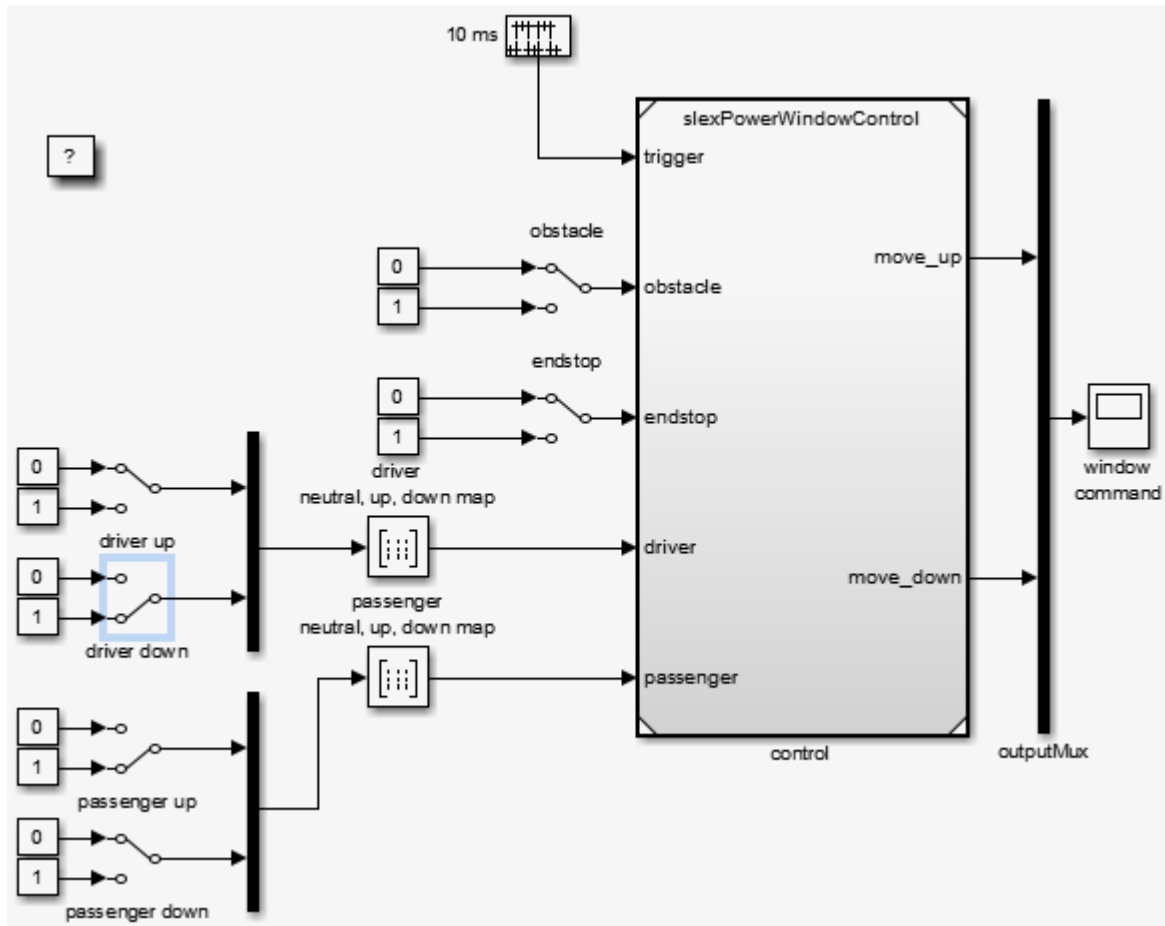 10 ms
slexPowerWindowControl
?
trigger
obstacle
0
move_up
obstacle
1
endstop
0
endstop
1
driver
neutral, up, down map
window
command
0
1
driver up
driver
move_down
0
1
driver down
passenger
neutral, up, down map
passenger
0
1
passenger up
control
outputMux
0
1
passenger down